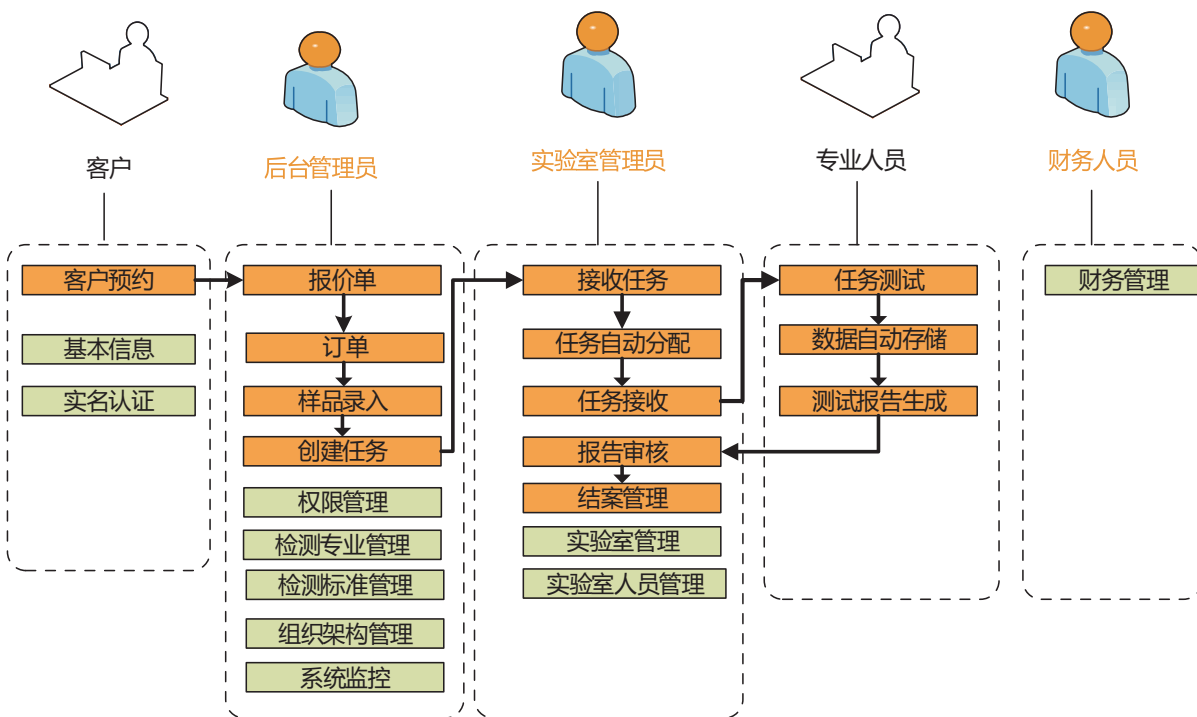 客户
后台管理员
实验室管理员
专业人员
财务人员
客户预约
基本信息
实名认证
报价单
订单
样品录入
创建任务
权限管理
检测专业管理
检测标准管理
组织架构管理
系统监控
接收任务
任务自动分配
任务接收
报告审核
结案管理
实验室管理
实验室人员管理
任务测试
数据自动存储
测试报告生成
财务管理